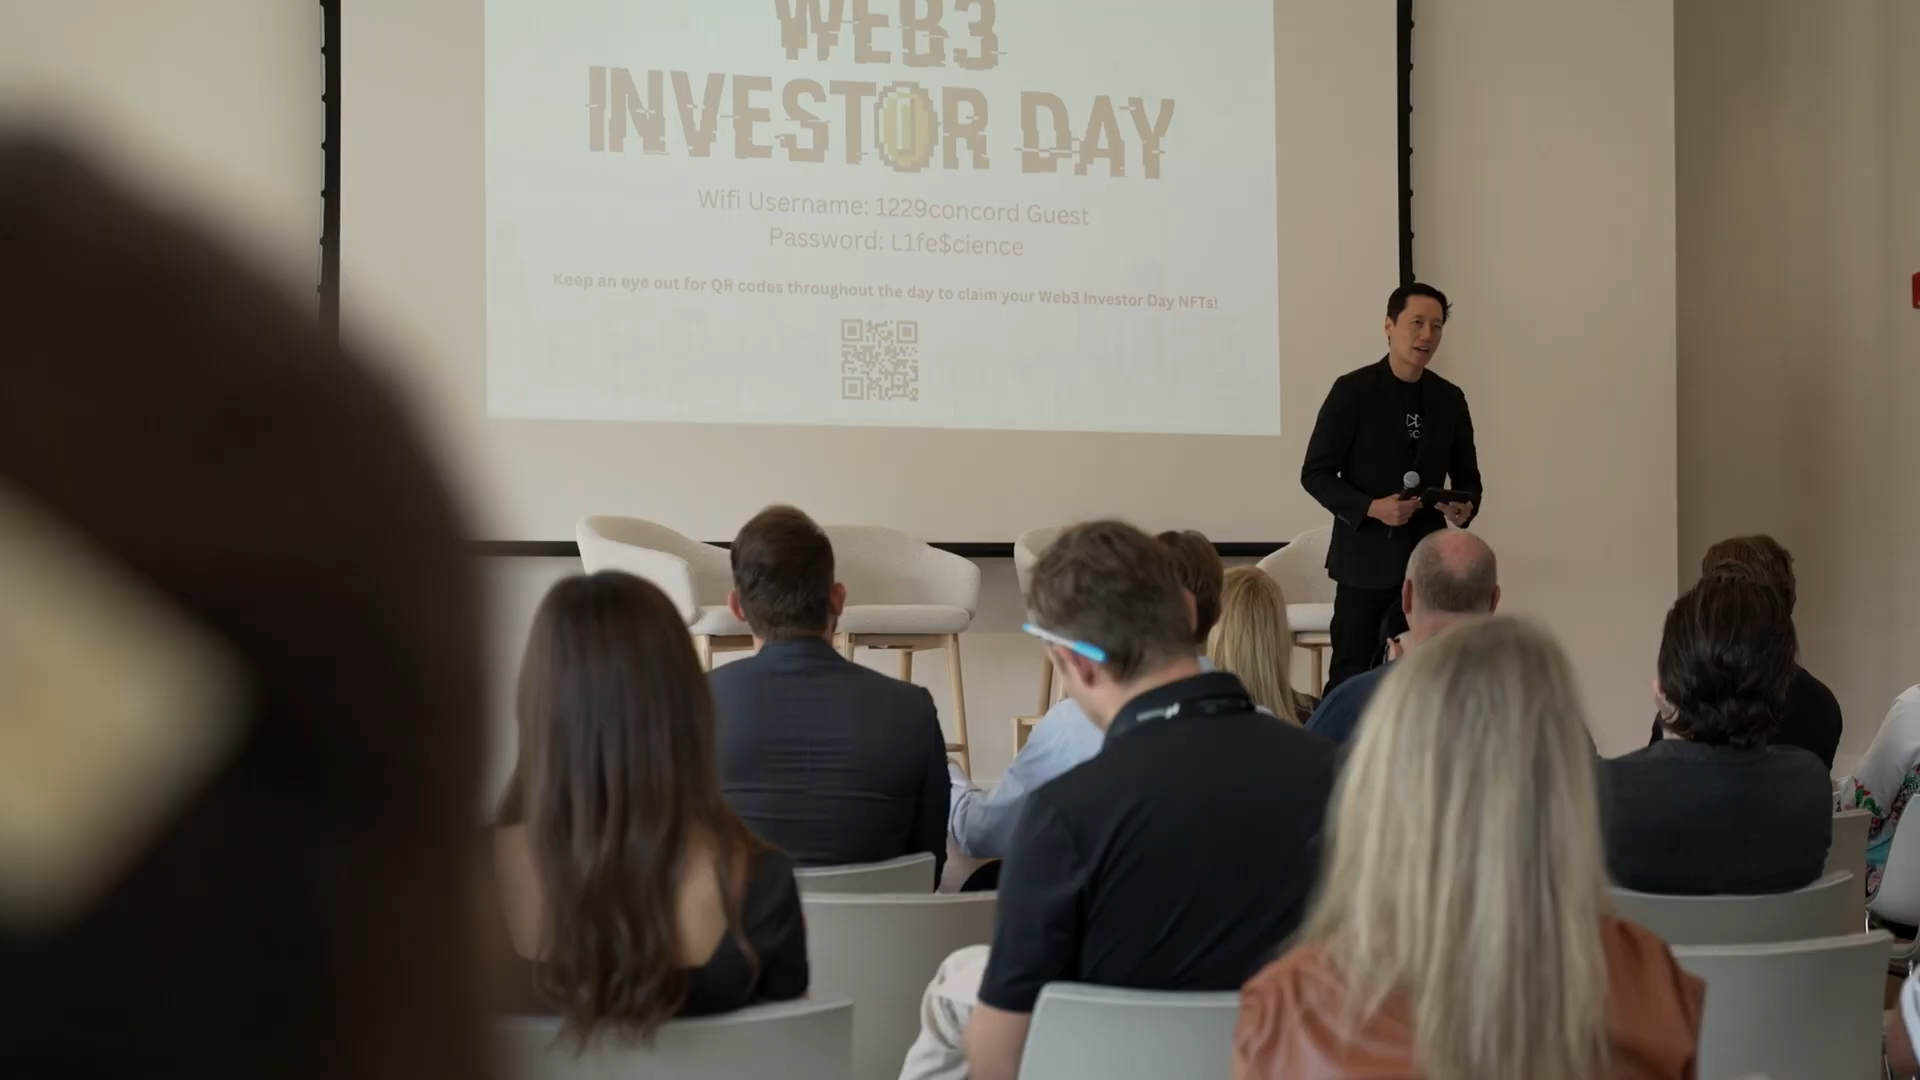 WEB3
INVESTOR DAY
Wifi Username: 1229concord Guest
Password: L1fe$cience
Keep an eye out for QR codes throughout the day to claim your Web3 Investor Day NFTs!